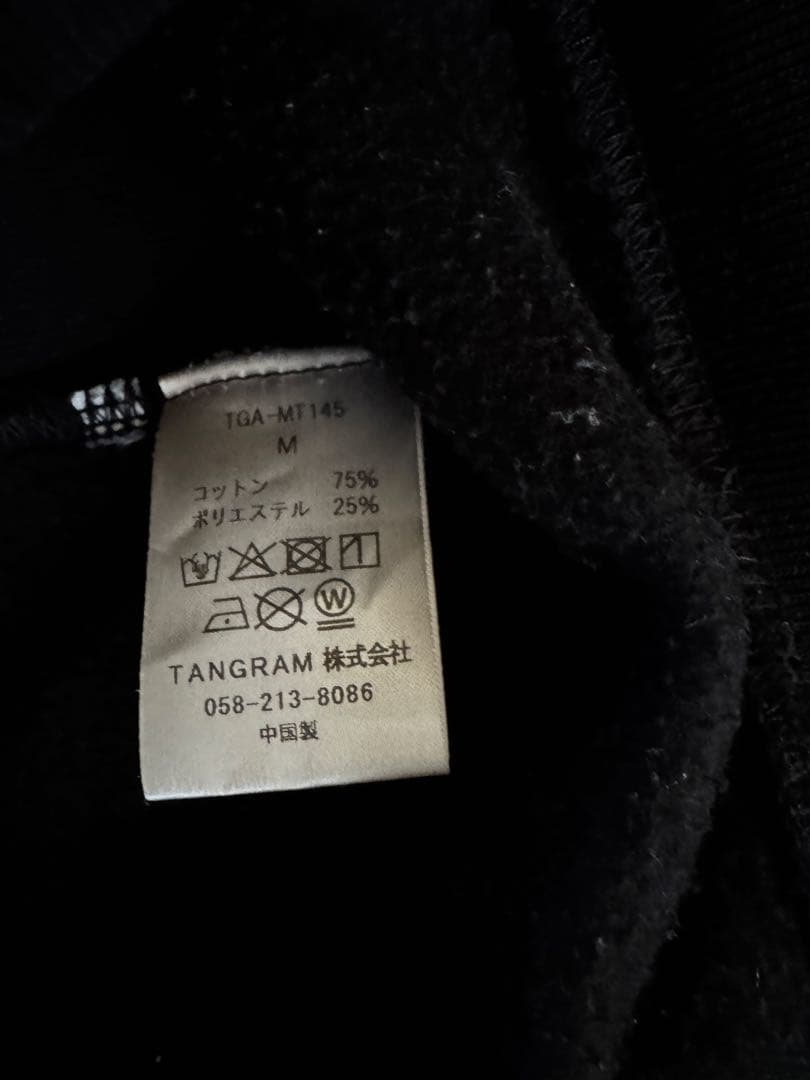 TGA-MT145
M
コットン 75%
ポリエステル 25%
W
TANGRAM 株式会社
058-213-8086
中国製